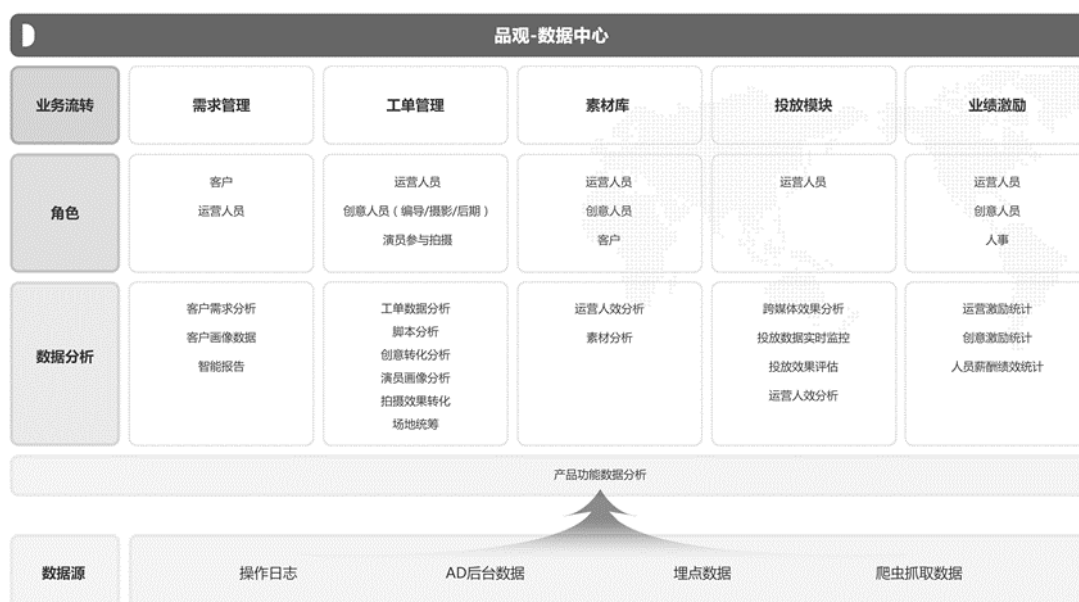 品观-数据中心
业务流转
需求管理
工单管理
素材库
投放模块
业绩激励
角色
客户
运营人员
运营人员
创意人员（编导/摄影/后期）
演员参与拍摄
运营人员
创意人员
客户
运营人员
运营人员
创意人员
人事
数据分析
客户需求分析
客户画像数据
智能报告
工单数据分析
脚本分析
创意转化分析
演员画像分析
拍摄效果转化
场地统筹
运营人效分析
素材分析
跨媒体效果分析
投放数据实时监控
投放效果评估
运营人效分析
运营激励统计
创意激励统计
人员薪酬绩效统计
产品功能数据分析
数据源
操作日志
AD后台数据
埋点数据
爬虫抓取数据